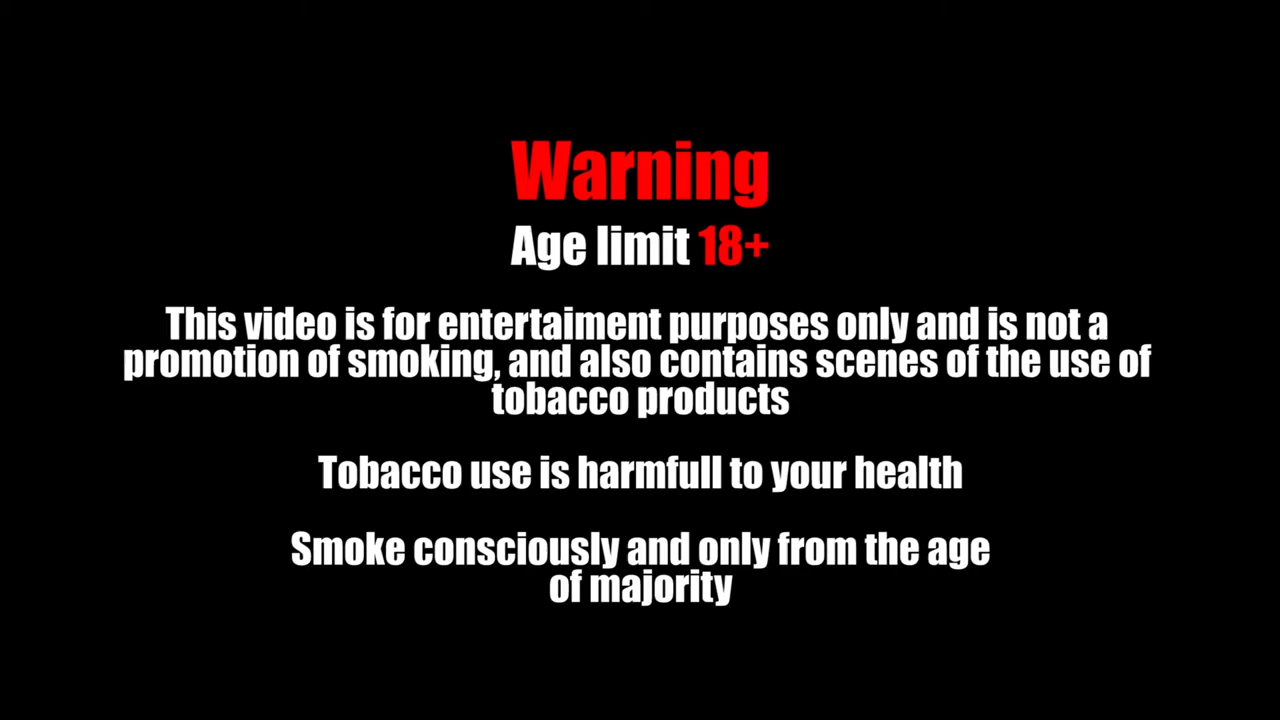 Warning
Age limit 18+
This video is for entertaiment purposes only and is not a
promotion of smoking, and also contains scenes of the use of
tobacco products
Tobacco use is harmfull to your health
Smoke consciously and only from the age
of majority